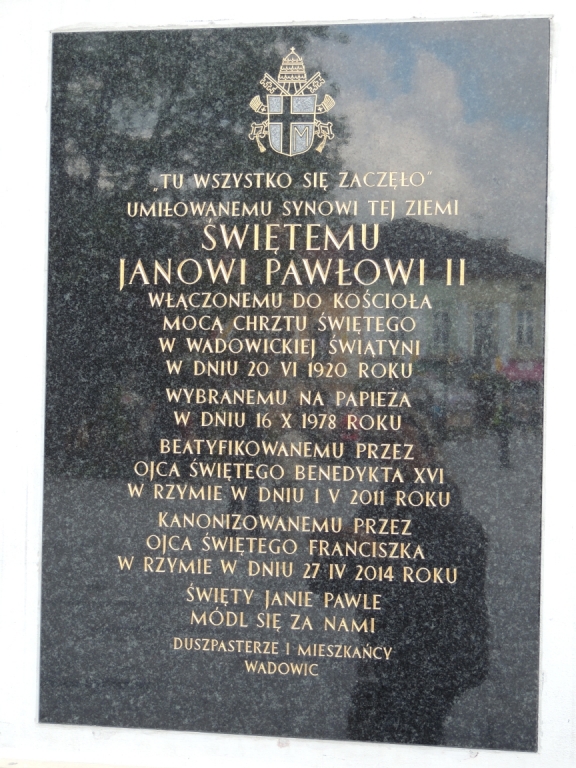 „TU WSZYSTKO SIĘ ZACZĘŁO"
UMIŁOWANEMU SYNOWI TEJ ZIEMI
ŚWIĘTEMU
JANOWI PAWŁOWI II
WŁĄCZONEMU DO KOŚCIOŁA
MOCĄ CHRZTU ŚWIĘTEGO
W WADOWICKIEJ ŚWIĄTYNI
W DNIU 20 VI 1920 ROKU
WYBRANEMU NA PAPIEŻA
W DNIU 16 X 1978 ROKU
BEATYFIKOWANEMU PRZEZ
OJCA ŚWIĘTEGO BENEDYKTA XVI
W RZYMIE W DNIU 1 V 2011 ROKU
KANONIZOWANEMU PRZEZ
OJCA ŚWIĘTEGO FRANCISZKA
W RZYMIE W DNIU 27 IV 2014 ROKU
ŚWIĘTY JANIE PAWLE
MÓDL SIĘ ZA NAMI
DUSZPASTERZE I MIESZKAŃCY
WADOWIC